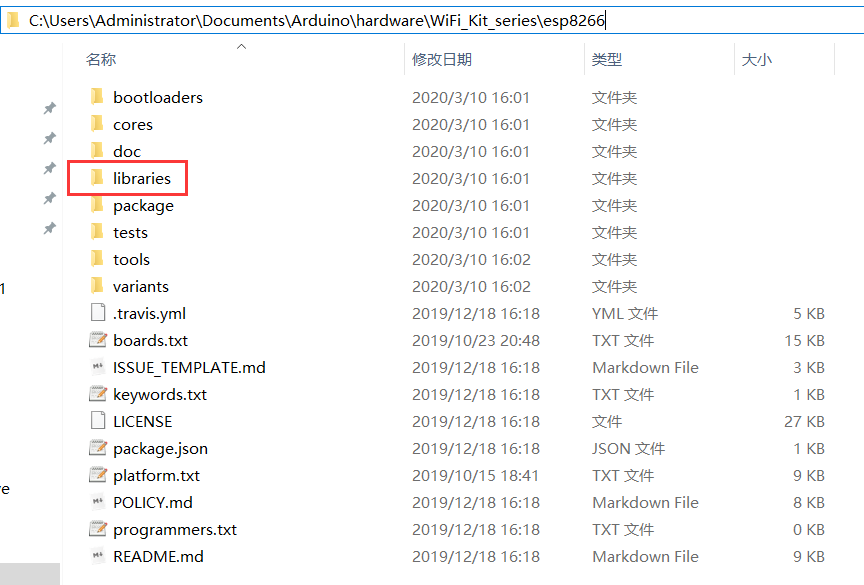 C:\Users\Administrator\Documents\Arduino\hardware\WiFi_Kit_series\esp8266
名称 修改日期 类型 大小
bootloaders 2020/3/10 16:01 文件夹
cores 2020/3/10 16:01 文件夹
doc 2020/3/10 16:01 文件夹
libraries 2020/3/10 16:01 文件夹
package 2020/3/10 16:01 文件夹
tests 2020/3/10 16:01 文件夹
tools 2020/3/10 16:02 文件夹
variants 2020/3/10 16:02 文件夹
.travis.yml 2019/12/18 16:18 YML 文件 5 KB
boards.txt 2019/10/23 20:48 TXT 文件 15 KB
ISSUE_TEMPLATE.md 2019/12/18 16:18 Markdown File 3 KB
keywords.txt 2019/12/18 16:18 TXT 文件 1 KB
LICENSE 2019/12/18 16:18 文件 27 KB
package.json 2019/12/18 16:18 JSON 文件 1 KB
platform.txt 2019/10/15 18:41 TXT 文件 9 KB
POLICY.md 2019/12/18 16:18 Markdown File 8 KB
programmers.txt 2019/12/18 16:18 TXT 文件 0 KB
README.md 2019/12/18 16:18 Markdown File 9 KB